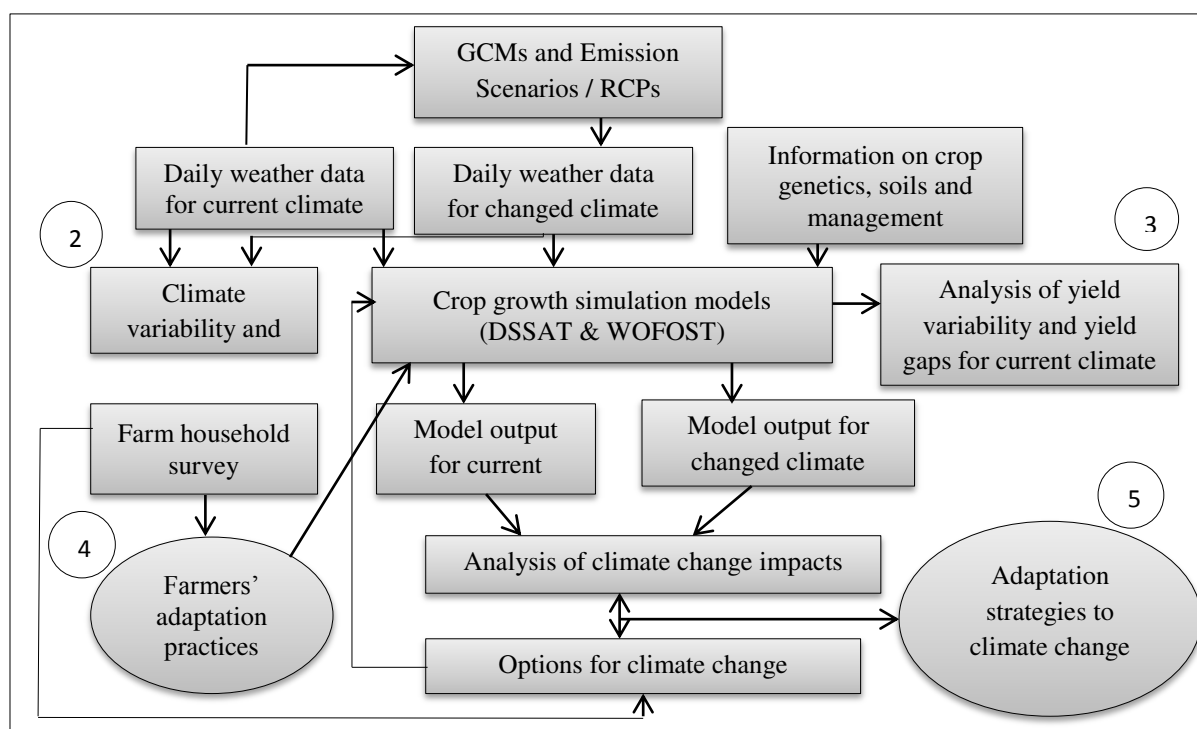 GCMs and Emission
Scenarios / RCPs
Daily weather data
for current climate
Daily weather data
for changed climate
Information on crop
genetics, soils and
management
2
3
Climate
variability and
Crop growth simulation models
(DSSAT & WOFOST)
Analysis of yield
variability and yield
gaps for current climate
Farm household
survey
Model output
for current
Model output for
changed climate
4
5
Farmers’
adaptation
practices
Analysis of climate change impacts
Adaptation
strategies to
climate change
Options for climate change